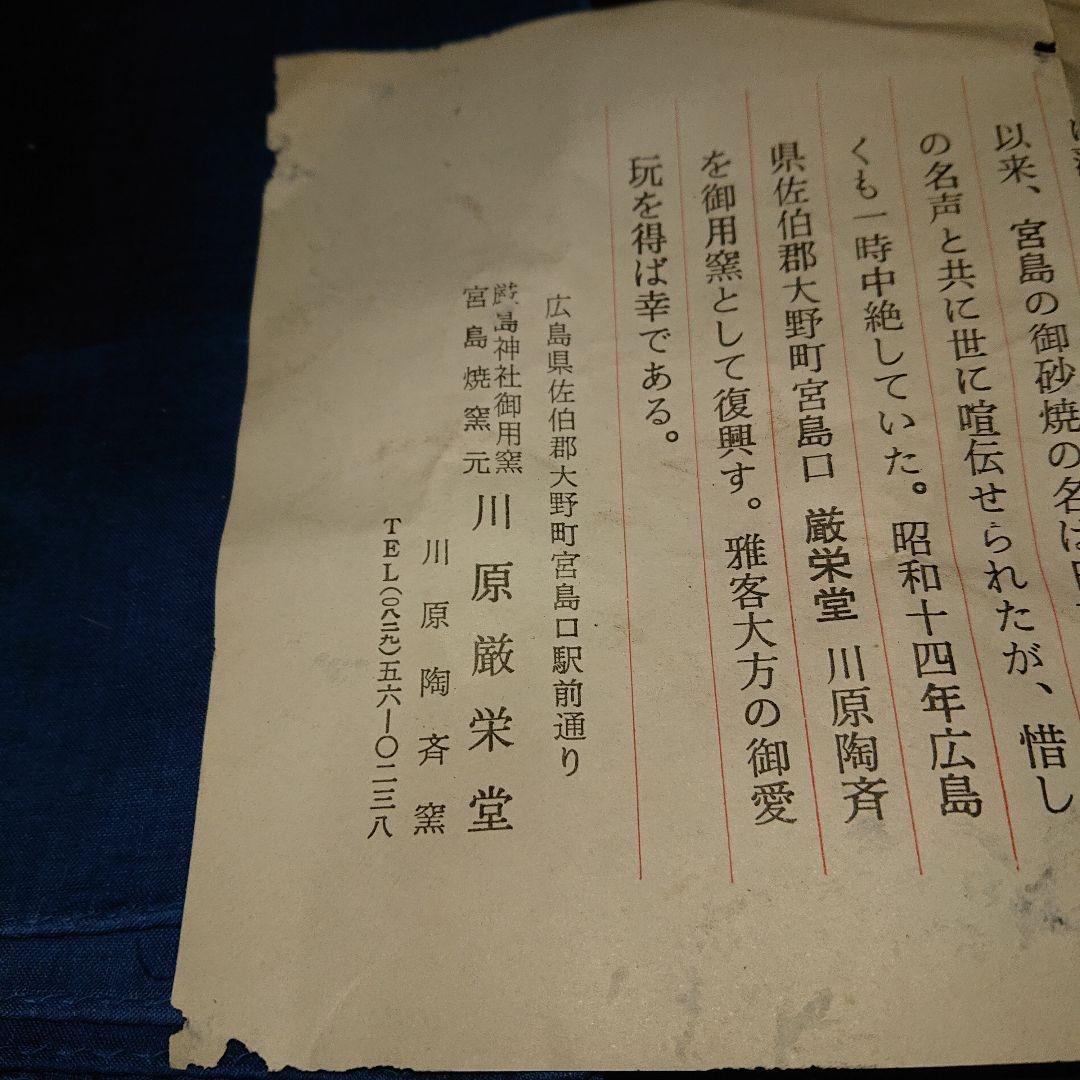 以来、宮島の御砂焼の名は
の名声と共に世に喧伝せられたが、惜し
くも一時中絶していた。昭和十四年広島
県佐伯郡大野町宮島口 厳栄堂 川原陶斉
を御用窯として復興す。雅客大方の御愛
玩を得ば幸である。
広島県佐伯郡大野町宮島口駅前通り
厳島神社御用窯
宮島焼窯元 川原厳栄堂
川原陶斉窯
TEL(〇八二九)五六―〇二三八